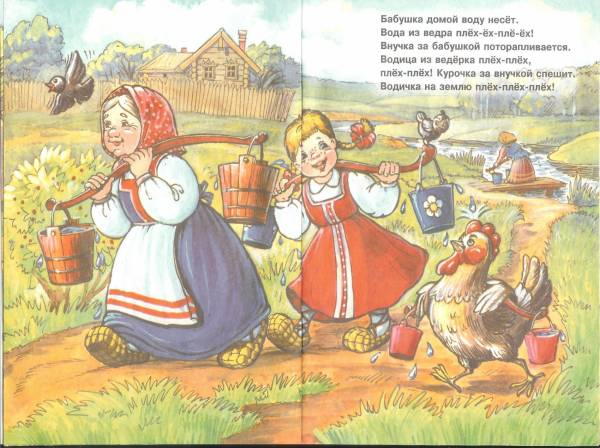 Бабушка домой воду несёт.
Вода из ведра плёх-ёх-плё-ёх!
Внучка за бабушкой поторапливается.
Водица из ведёрка плёх-плёх,
плёх-плёх! Курочка за внучкой спешит.
Водичка на землю плёх-плёх-плёх!